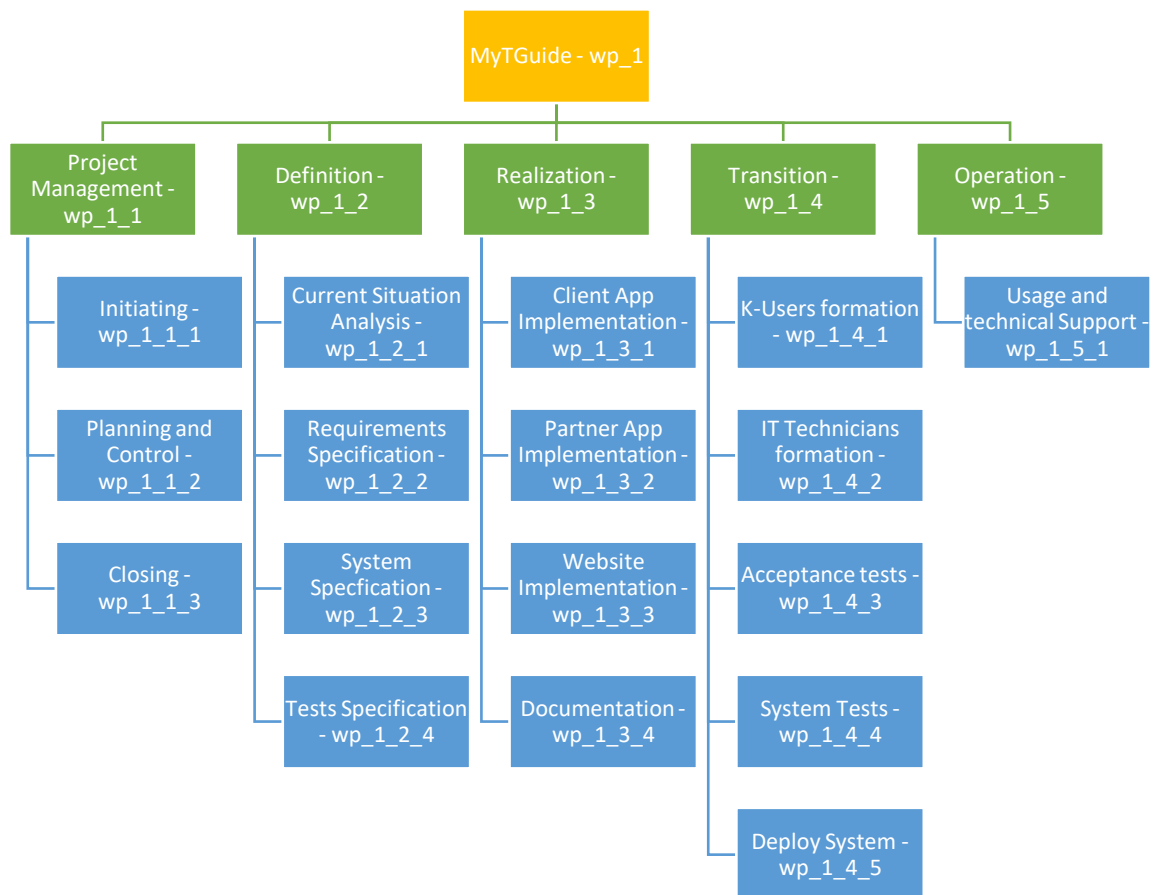 MyTGuide - wp_1
Project
Management -
wp_1_1
Initiating -
wp_1_1_1
Planning and
Control -
wp_1_1_2
Closing -
wp_1_1_3
Definition -
wp_1_2
Current Situation
Analysis -
wp_1_2_1
Requirements
Specification -
wp_1_2_2
System
Specfication -
wp_1_2_3
Tests Specification
- wp_1_2_4
Realization -
wp_1_3
Client App
Implementation -
wp_1_3_1
Partner App
Implementation -
wp_1_3_2
Website
Implementation -
wp_1_3_3
Documentation -
wp_1_3_4
Transition -
wp_1_4
K-Users formation
- wp_1_4_1
IT Technicians
formation -
wp_1_4_2
Acceptance tests -
wp_1_4_3
System Tests -
wp_1_4_4
Deploy System -
wp_1_4_5
Operation -
wp_1_5
Usage and
technical Support -
wp_1_5_1